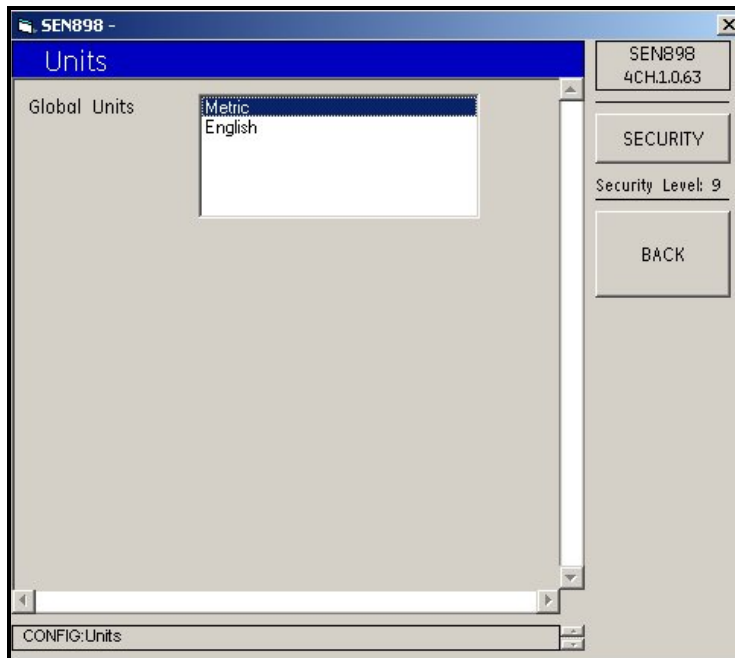 SEN898 -
Units
Global Units
Metric
English
SEN898
4CH.1.0.63
SECURITY
Security Level: 9
BACK
CONFIG:Units